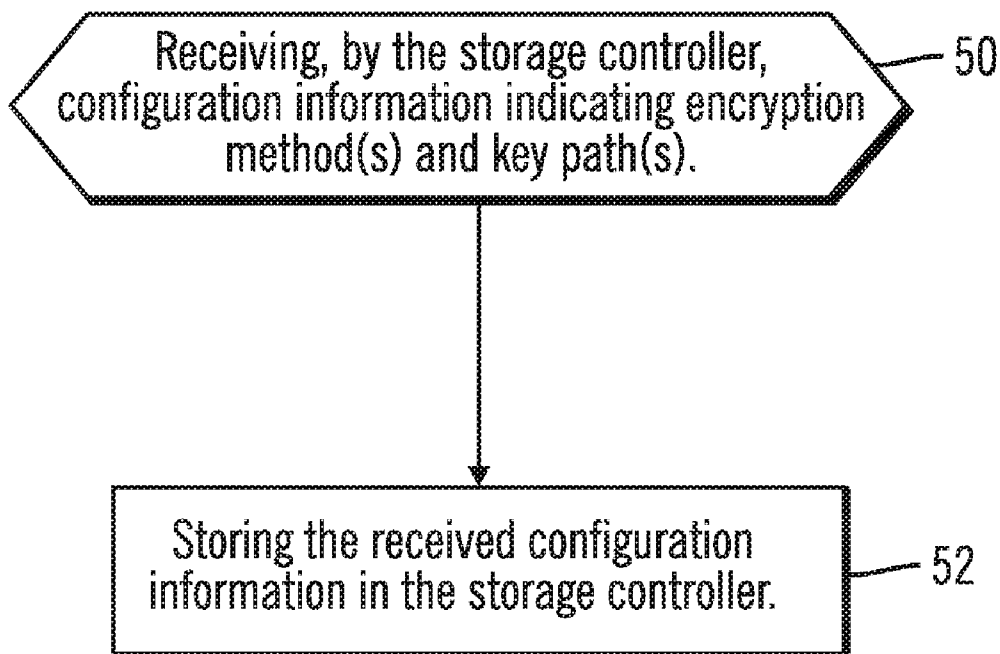 Receiving, by the storage controller,
configuration information indicating encryption
method(s) and key path(s).
50
Storing the received configuration
information in the storage controller.
52